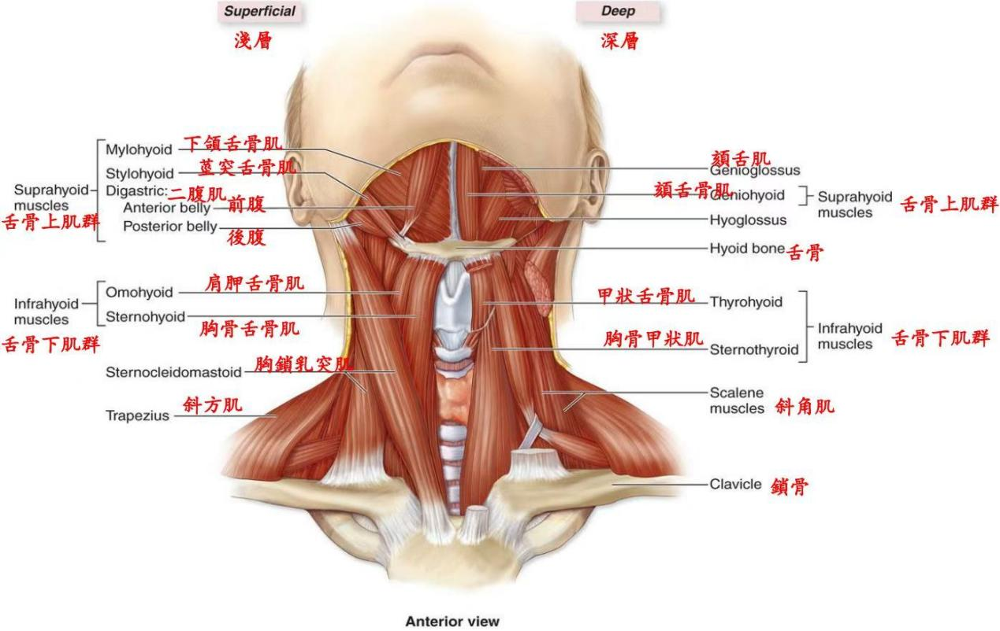 Superficial
淺層
Deep
深層
Mylohyoid 下頜舌骨肌
Stylohyoid 莖突舌骨肌
Digastric: 二腹肌
Anterior belly 前腹
Posterior belly 後腹
Suprahyoid
muscles
舌骨上肌群
Omohyoid 肩胛舌骨肌
Sternohyoid 胸骨舌骨肌
Infrahyoid
muscles
舌骨下肌群
Sternocleidomastoid 胸鎖乳突肌
Trapezius 斜方肌
頦舌肌
Genioglossus
頦舌骨肌 Geniohyoid
Suprahyoid
muscles 舌骨上肌群
Hyoglossus
Hyoid bone 舌骨
甲狀舌骨肌 Thyrohyoid
胸骨甲狀肌 Sternothyroid
Infrahyoid
muscles 舌骨下肌群
Scalene
muscles 斜角肌
Clavicle 鎖骨
Anterior view